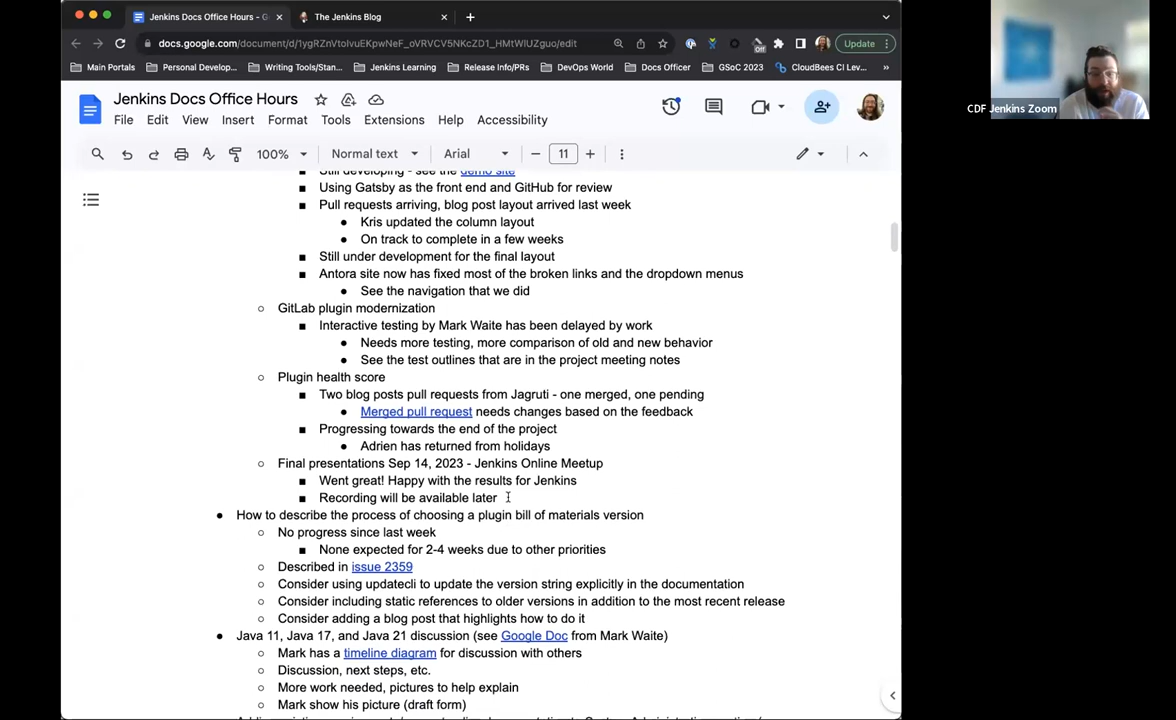 Jenkins Docs Office Hours - G
The Jenkins Blog
docs.google.com/document/d/1ygRZnVtolvuEKpwNeF_oVRVCV5NKcZD1_HMtWlUZguo/edit
Off
Update
Main Portals
Personal Develop...
Writing Tools/Stan...
Jenkins Learning
Release Info/PRs
DevOps World
Docs Officer
GSoC 2023
CloudBees CI Lev...
»
CDF Jenkins Zoom
Jenkins Docs Office Hours
File Edit View Insert Format Tools Extensions Help Accessibility
100% Normal text Arial 11
Still developing - see the demo site
Using Gatsby as the front end and GitHub for review
Pull requests arriving, blog post layout arrived last week
Kris updated the column layout
On track to complete in a few weeks
Still under development for the final layout
Antora site now has fixed most of the broken links and the dropdown menus
See the navigation that we did
GitLab plugin modernization
Interactive testing by Mark Waite has been delayed by work
Needs more testing, more comparison of old and new behavior
See the test outlines that are in the project meeting notes
Plugin health score
Two blog posts pull requests from Jagruti - one merged, one pending
Merged pull request needs changes based on the feedback
Progressing towards the end of the project
Adrien has returned from holidays
Final presentations Sep 14, 2023 - Jenkins Online Meetup
Went great! Happy with the results for Jenkins
Recording will be available later
How to describe the process of choosing a plugin bill of materials version
No progress since last week
None expected for 2-4 weeks due to other priorities
Described in issue 2359
Consider using updatecli to update the version string explicitly in the documentation
Consider including static references to older versions in addition to the most recent release
Consider adding a blog post that highlights how to do it
Java 11, Java 17, and Java 21 discussion (see Google Doc from Mark Waite)
Mark has a timeline diagram for discussion with others
Discussion, next steps, etc.
More work needed, pictures to help explain
Mark show his picture (draft form)